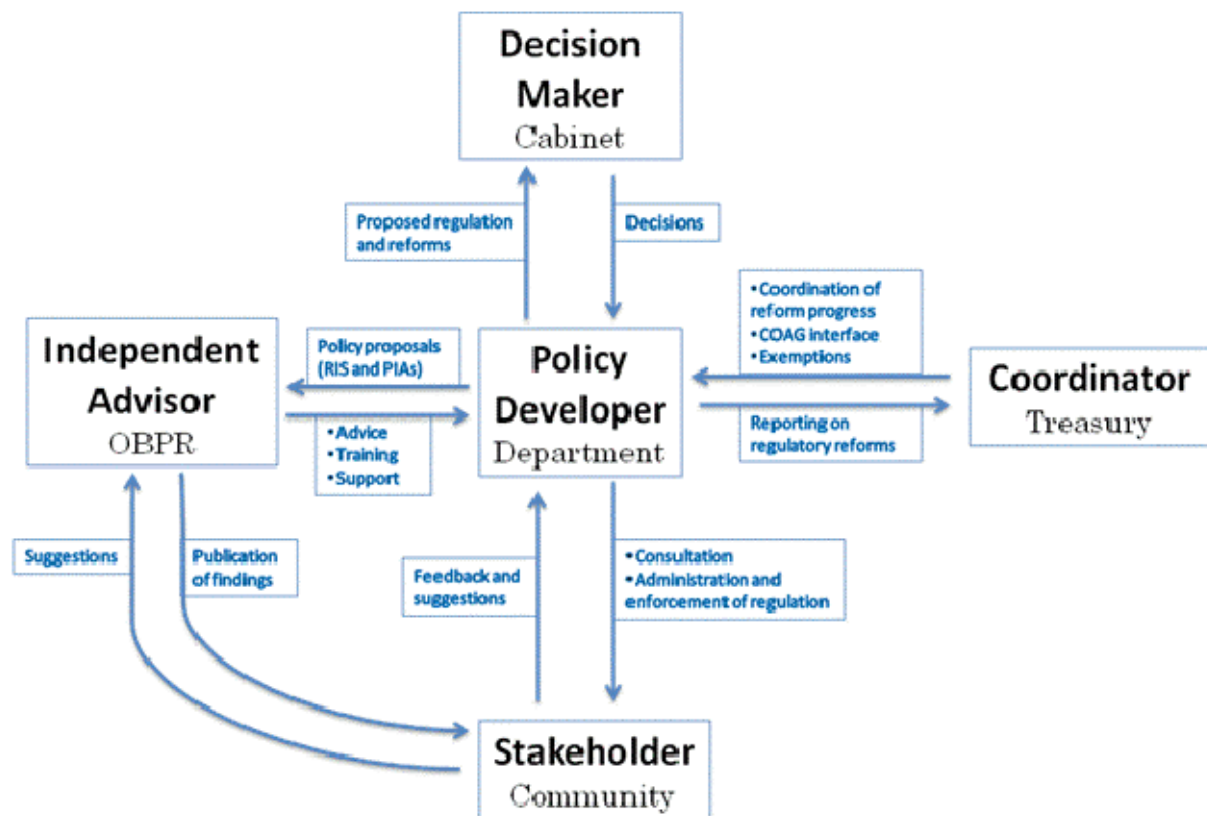 Decision
Maker
Cabinet
Proposed regulation
and reforms
Decisions
•Coordination of
reform progress
•COAG interface
•Exemptions
Independent
Advisor
OBPR
Policy proposals
(RIS and PIAs)
Policy
Developer
Department
Coordinator
Treasury
•Advice
•Training
•Support
Reporting on
regulatory reforms
Suggestions
Publication
of findings
Feedback and
suggestions
•Consultation
•Administration and
enforcement of regulation
Stakeholder
Community